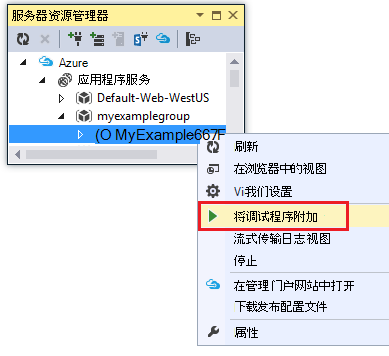 服务器资源管理器
Azure
应用程序服务
Default-Web-WestUS
myexamplegroup
(O MyExample667F
刷新
在浏览器中的视图
Vi我们设置
将调试程序附加
流式传输日志视图
停止
在管理门户网站中打开
下载发布配置文件
属性